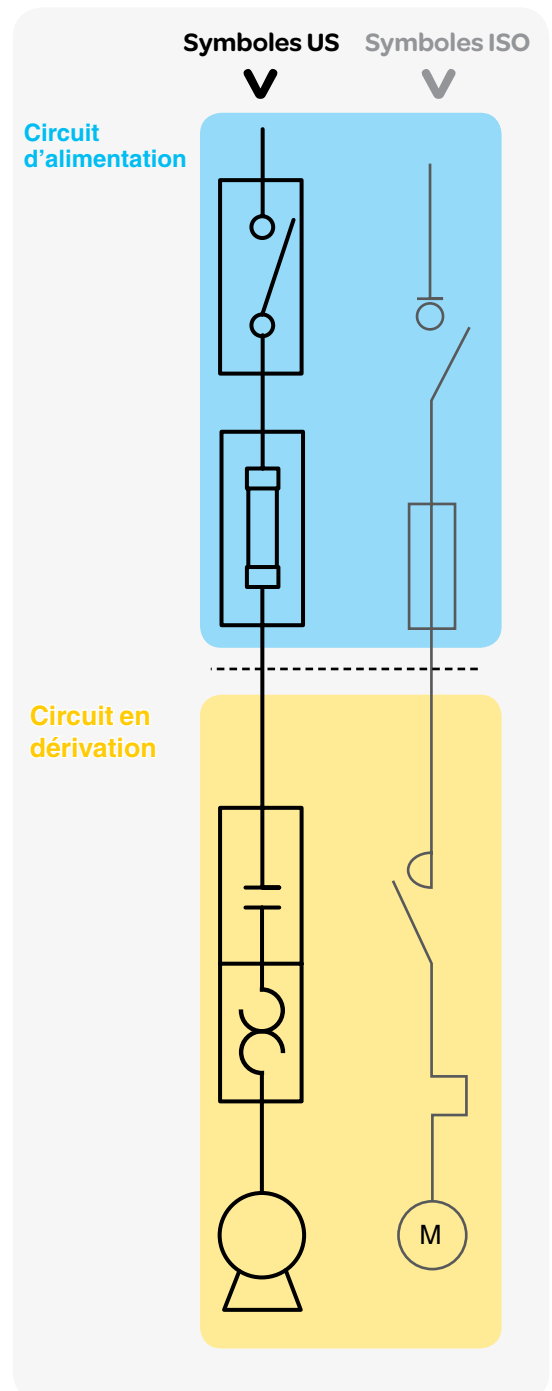 Symboles US Symboles ISO
Circuit
d’alimentation
Circuit en
dérivation
M